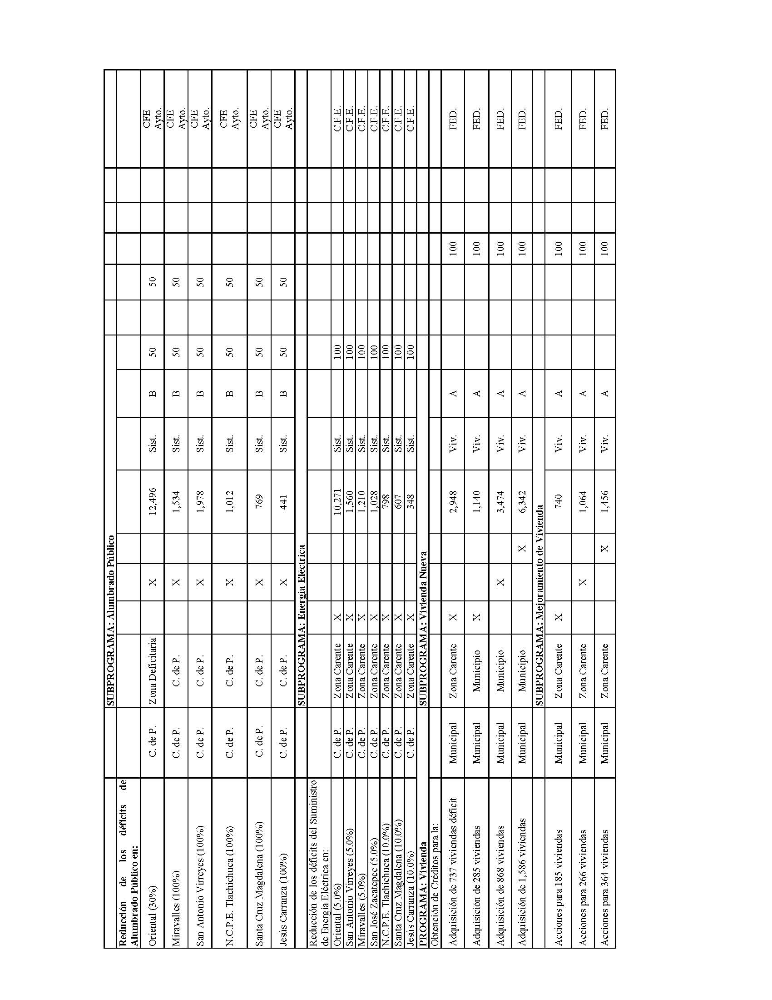 SUBPROGRAMA: Alumbrado Público
Reducción de los déficits de
Alumbrado Público en:
Oriental (30%) C. de P. Zona Deficitaria X 12,496 Sist. B 50 50 CFE
Ayto.
Miravalles (100%) C. de P. C. de P. X 1,534 Sist. B 50 50 CFE
Ayto.
San Antonio Virreyes (100%) C. de P. C. de P. X 1,978 Sist. B 50 50 CFE
Ayto.
N.C.P.E. Tlachichuca (100%) C. de P. C. de P. X 1,012 Sist. B 50 50 CFE
Ayto.
Santa Cruz Magdalena (100%) C. de P. C. de P. X 769 Sist. B 50 50 CFE
Ayto.
Jesús Carranza (100%) C. de P. C. de P. X 441 Sist. B 50 50 CFE
Ayto.
SUBPROGRAMA: Energía Eléctrica
Reducción de los déficits del Suministro
de Energía Eléctrica en:
Oriental (5.0%) C. de P. Zona Carente X 10,271 Sist. 100 C.F.E.
San Antonio Virreyes (5.0%) C. de P. Zona Carente X 1,560 Sist. 100 C.F.E.
Miravalles (5.0%) C. de P. Zona Carente X 1,210 Sist. 100 C.F.E.
San José Zacatepec (5.0%) C. de P. Zona Carente X 1,028 Sist. 100 C.F.E.
N.C.P.E. Tlachichuca (10.0%) C. de P. Zona Carente X 798 Sist. 100 C.F.E.
Santa Cruz Magdalena (10.0%) C. de P. Zona Carente X 607 Sist. 100 C.F.E.
Jesús Carranza (10.0%) C. de P. Zona Carente X 348 Sist. 100 C.F.E.
PROGRAMA: Vivienda SUBPROGRAMA: Vivienda Nueva
Obtención de Créditos para la:
Adquisición de 737 viviendas déficit Municipal Zona Carente X 2,948 Viv. A 100 FED.
Adquisición de 285 viviendas Municipal Municipio X 1,140 Viv. A 100 FED.
Adquisición de 868 viviendas Municipal Municipio X 3,474 Viv. A 100 FED.
Adquisición de 1,586 viviendas Municipal Municipio X 6,342 Viv. A 100 FED.
SUBPROGRAMA: Mejoramiento de Vivienda
Acciones para 185 viviendas Municipal Zona Carente X 740 Viv. A 100 FED.
Acciones para 266 viviendas Municipal Zona Carente X 1,064 Viv. A 100 FED.
Acciones para 364 viviendas Municipal Zona Carente X 1,456 Viv. A 100 FED.